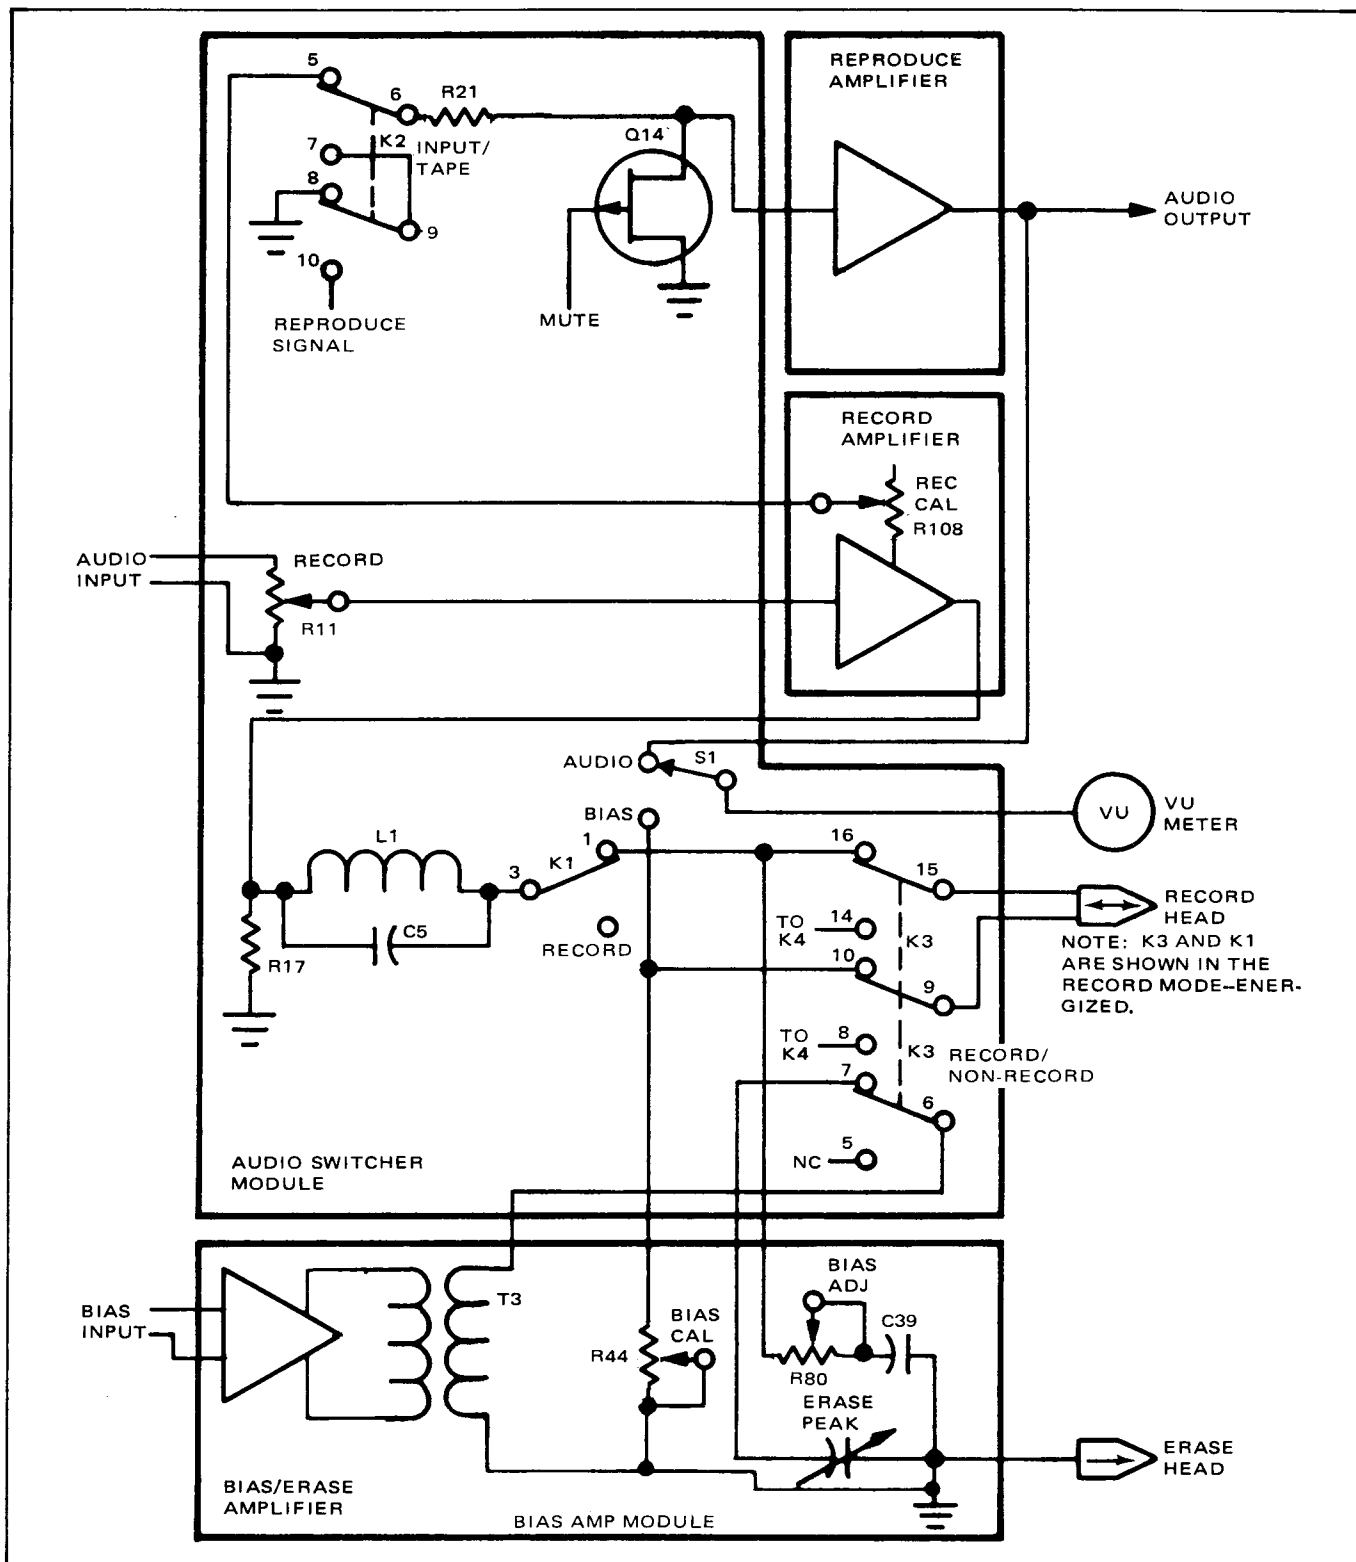 REPRODUCE
AMPLIFIER
5
6
R21
Q14
K2
INPUT/
TAPE
7
8
9
10
REPRODUCE
SIGNAL
MUTE
AUDIO
OUTPUT
RECORD
AMPLIFIER
REC
CAL
R108
AUDIO
INPUT
RECORD
R11
AUDIO
S1
BIAS
VU
VU
METER
L1
1
K1
3
16
15
RECORD
HEAD
C5
RECORD
R17
TO
K4
14
K3
10
9
NOTE: K3 AND K1
ARE SHOWN IN THE
RECORD MODE--ENER-
GIZED.
TO
K4
8
K3
RECORD/
NON-RECORD
7
6
NC
5
AUDIO SWITCHER
MODULE
BIAS
INPUT
T3
BIAS
CAL
R44
BIAS
ADJ
C39
R80
ERASE
PEAK
ERASE
HEAD
BIAS/ERASE
AMPLIFIER
BIAS AMP MODULE